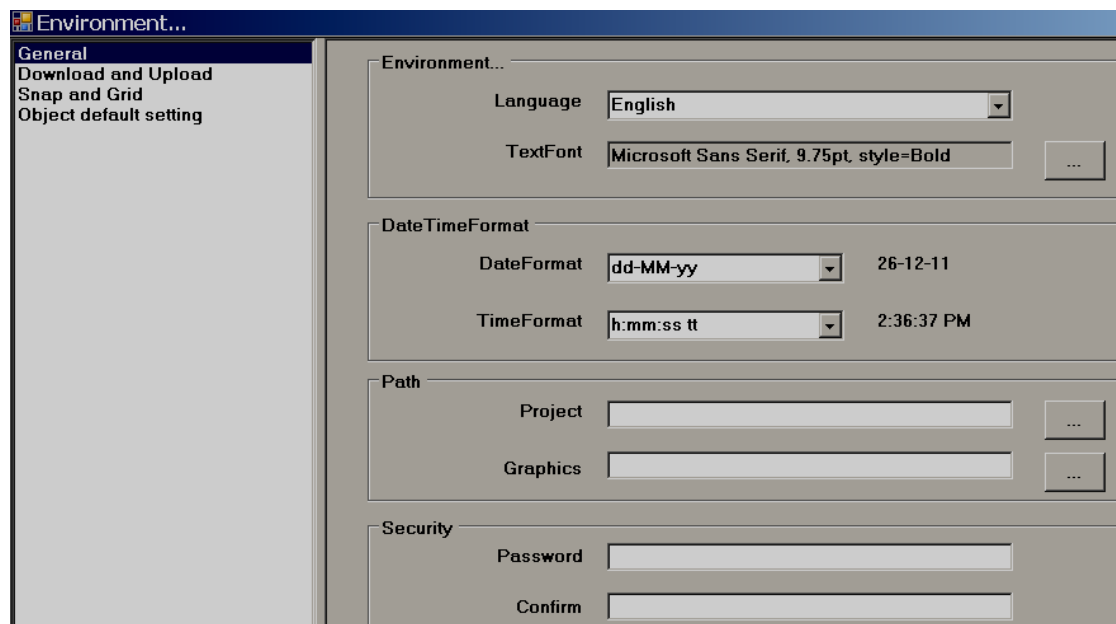 Environment...
General
Download and Upload
Snap and Grid
Object default setting
Environment...
Language English
TextFont Microsoft Sans Serif, 9.75pt, style=Bold ...
DateTimeFormat
DateFormat dd-MM-yy 26-12-11
TimeFormat h:mm:ss tt 2:36:37 PM
Path
Project ...
Graphics ...
Security
Password
Confirm